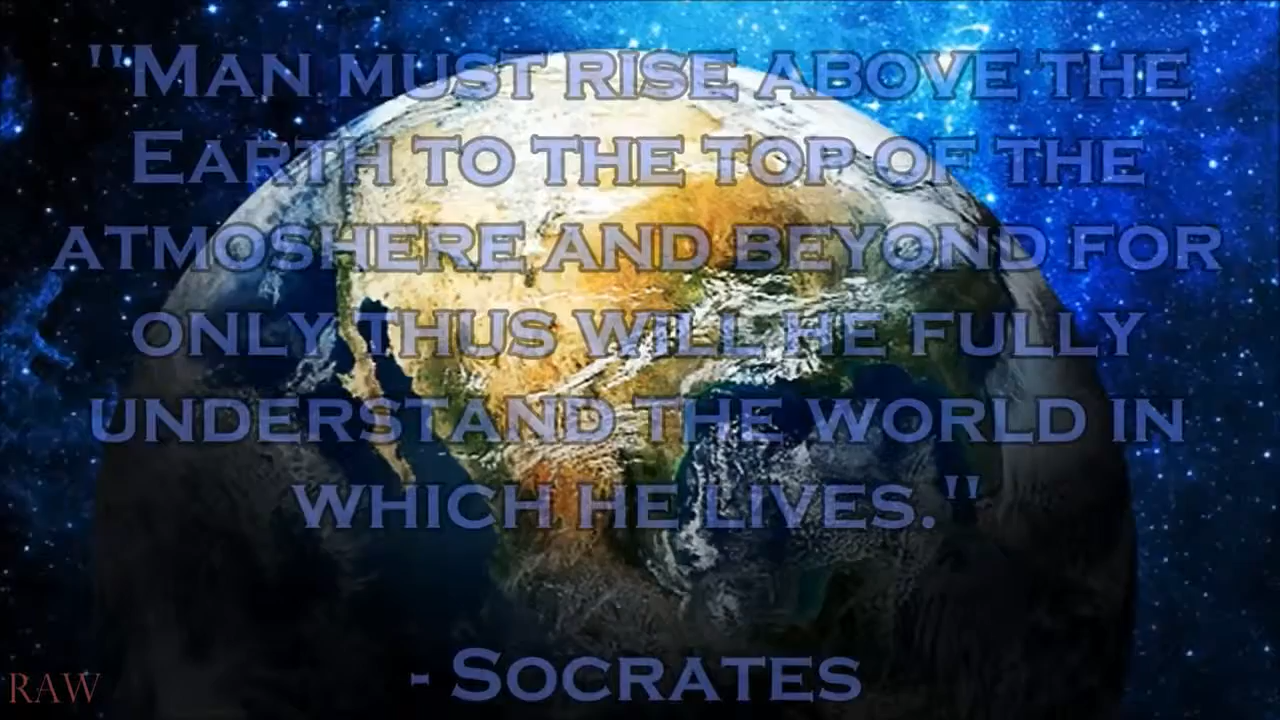 "Man must rise above the
Earth to the top of the
atmoshere and beyond for
only thus will he fully
understand the world in
which he lives."
- Socrates
RAW